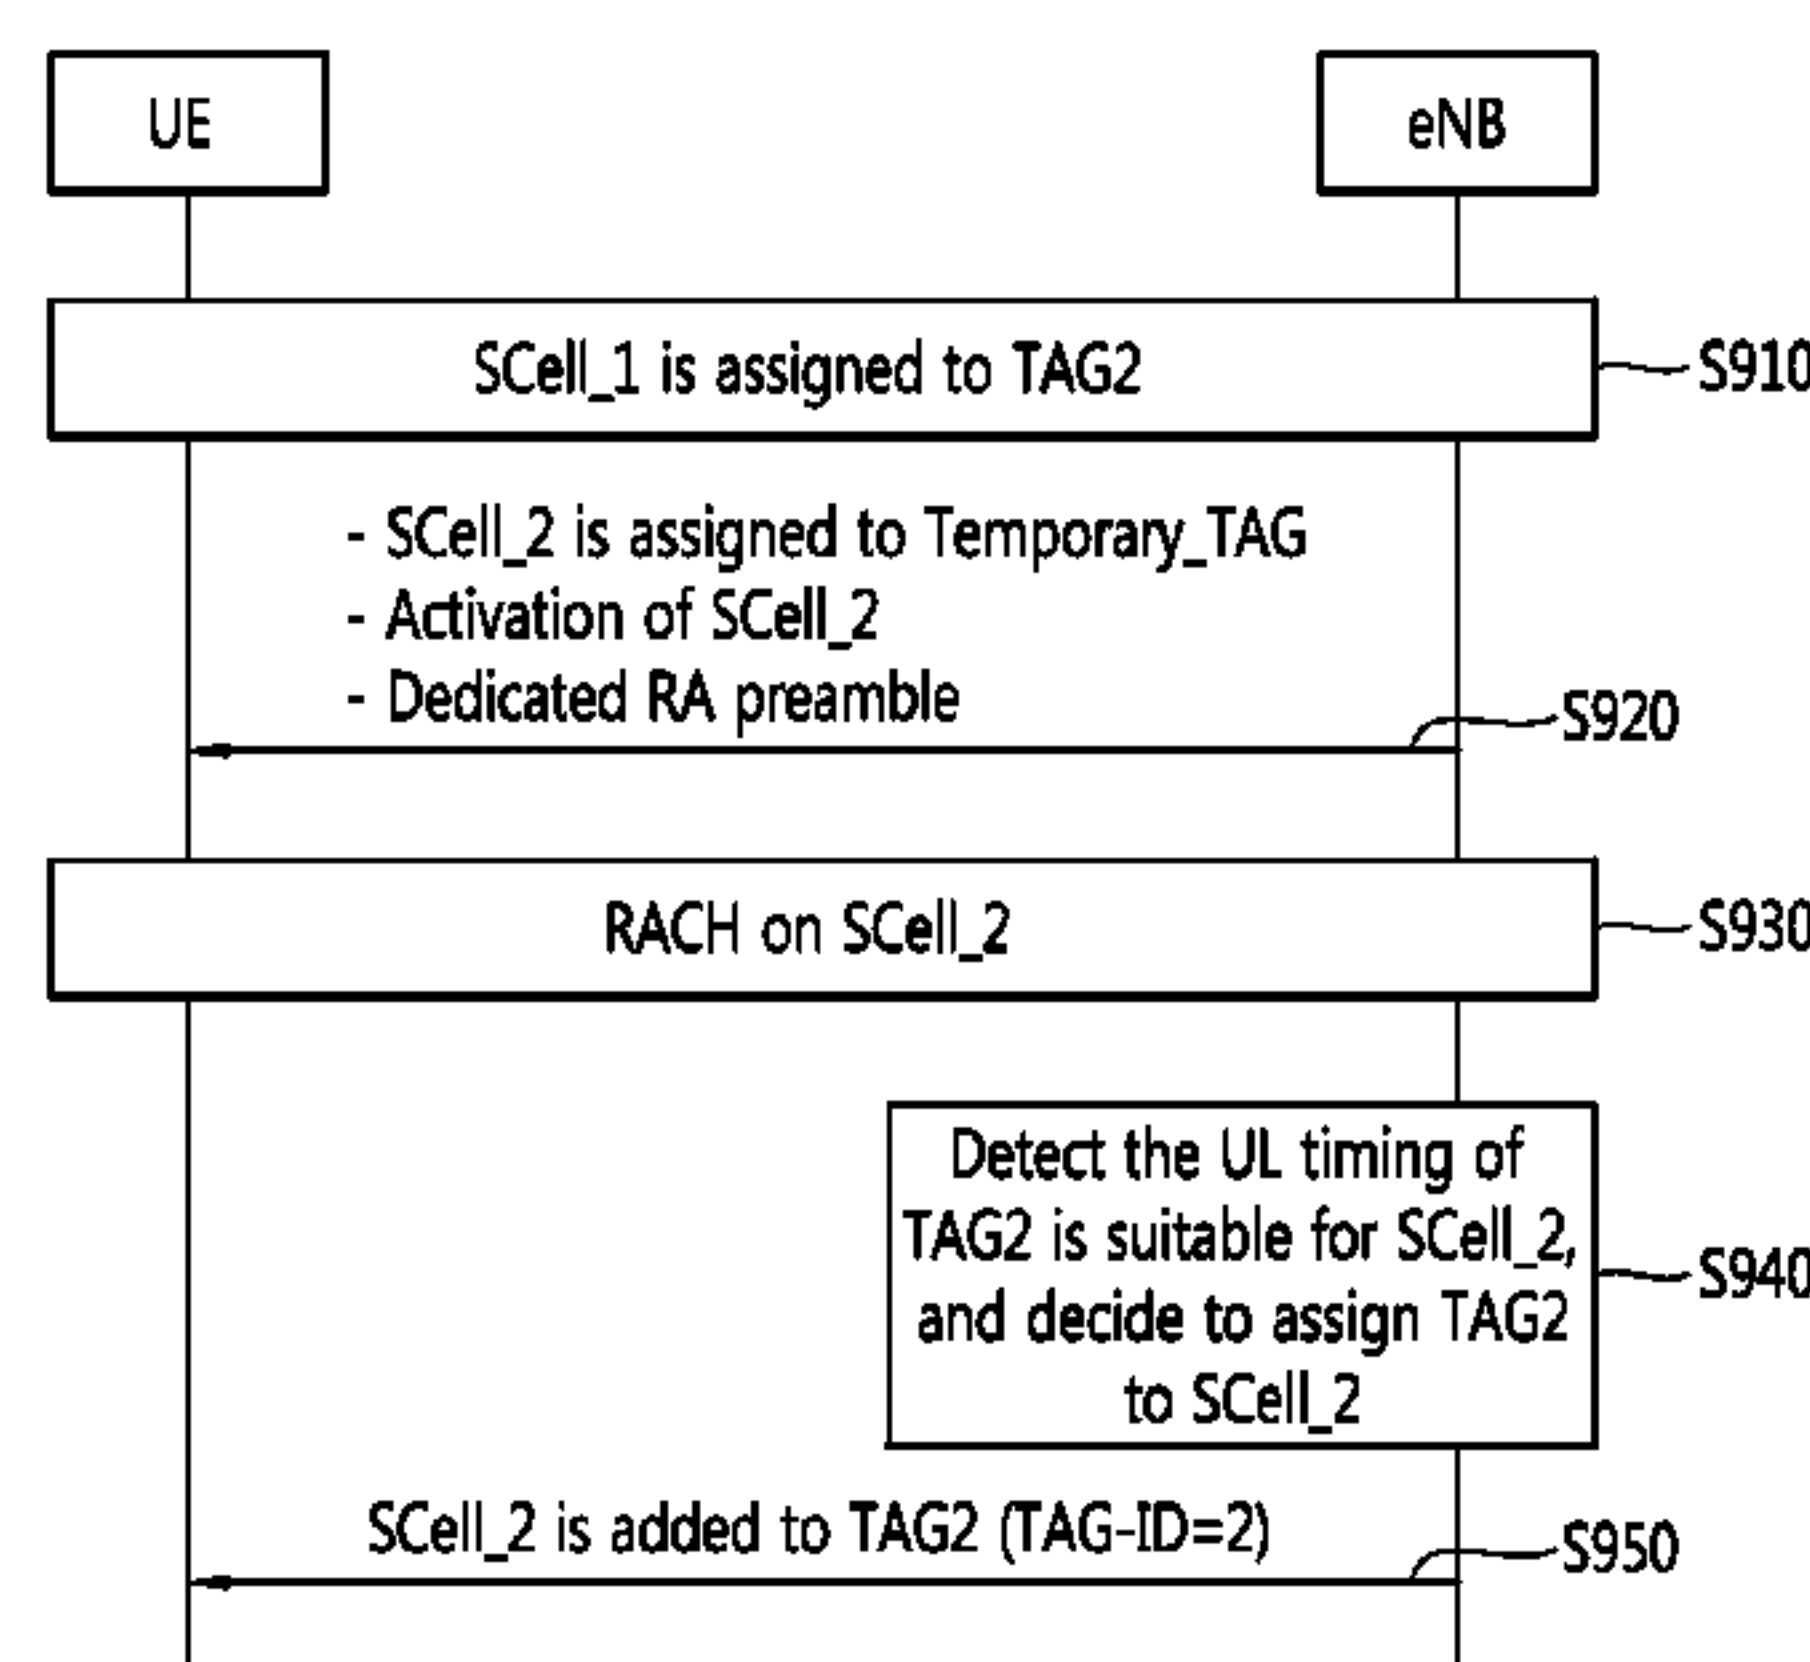 UE
eNB
SCell_1 is assigned to TAG2
S910
- SCell_2 is assigned to Temporary_TAG
- Activation of SCell_2
- Dedicated RA preamble
S920
RACH on SCell_2
S930
Detect the UL timing of
TAG2 is suitable for SCell_2,
and decide to assign TAG2
to SCell_2
S940
SCell_2 is added to TAG2 (TAG-ID=2)
S950